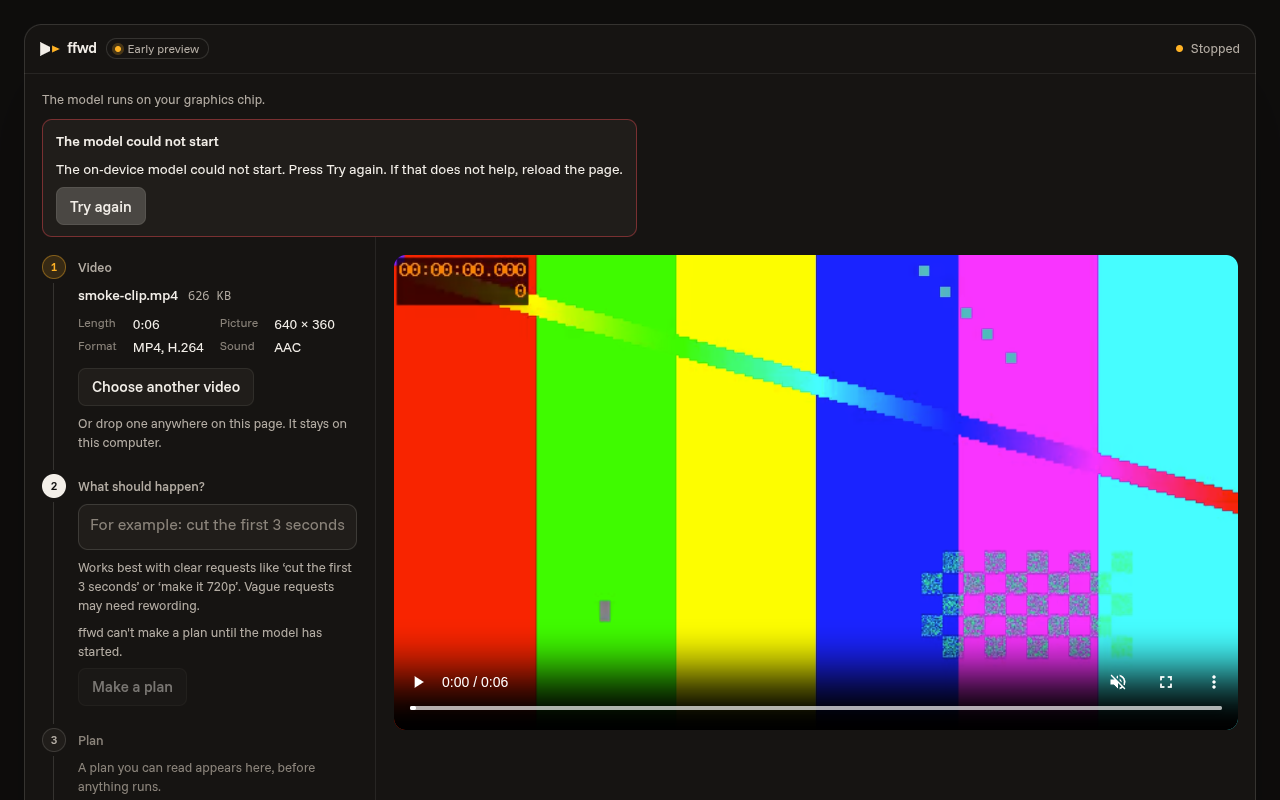 ffwd
Early preview
Stopped
The model runs on your graphics chip.
The model could not start
The on-device model could not start. Press Try again. If that does not help, reload the page.
Try again
1 Video
smoke-clip.mp4 626 KB
Length 0:06 Picture 640 × 360
Format MP4, H.264 Sound AAC
Choose another video
Or drop one anywhere on this page. It stays on
this computer.
2 What should happen?
For example: cut the first 3 seconds
Works best with clear requests like ‘cut the first
3 seconds’ or ‘make it 720p’. Vague requests
may need rewording.
ffwd can't make a plan until the model has
started.
Make a plan
3 Plan
A plan you can read appears here, before
anything runs.
00:00:00.000
0
0:00 / 0:06